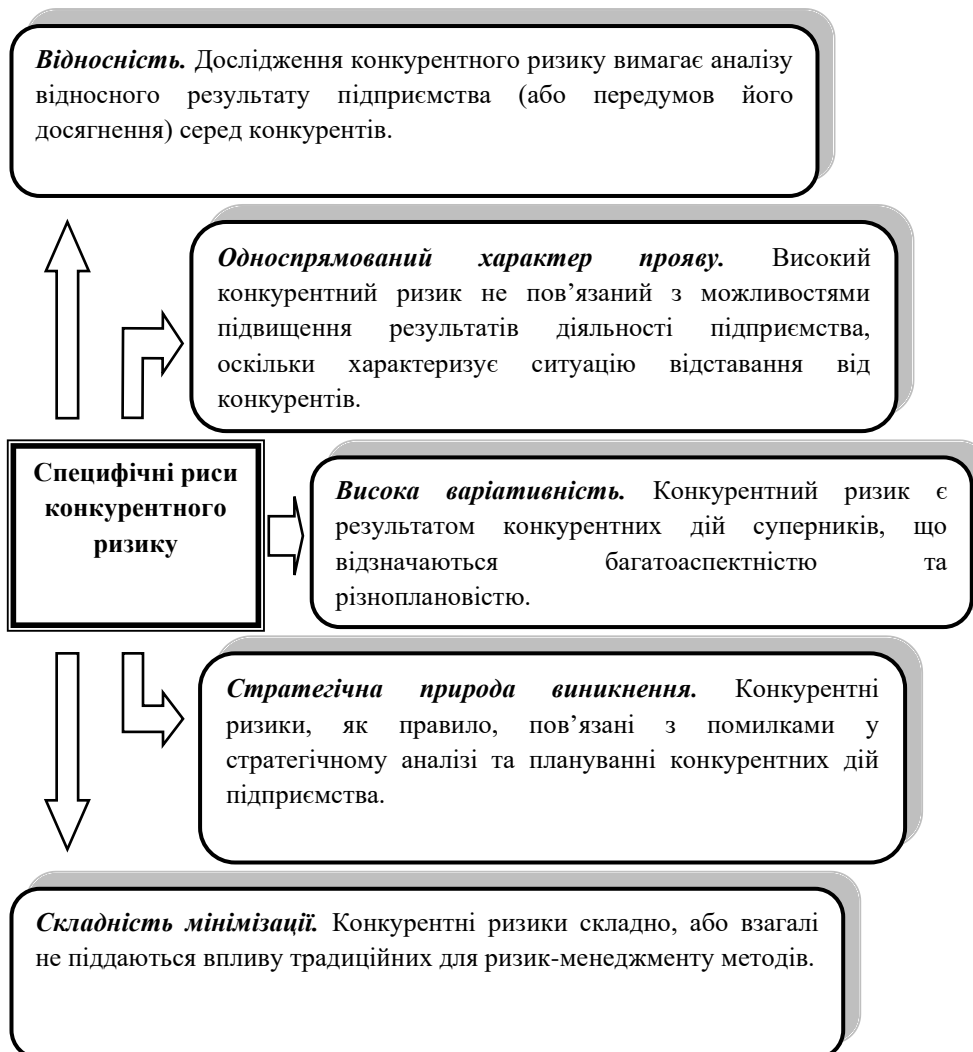 Відносність. Дослідження конкурентного ризику вимагає аналізу
відносного результату підприємства (або передумов його
досягнення) серед конкурентів.
Односпрямований характер прояву. Високий
конкурентний ризик не пов’язаний з можливостями
підвищення результатів діяльності підприємства,
оскільки характеризує ситуацію відставання від
конкурентів.
Специфічні риси
конкурентного
ризику
Висока варіативність. Конкурентний ризик є
результатом конкурентних дій суперників, що
відзначаються багатоаспектністю та
різноплановістю.
Стратегічна природа виникнення. Конкурентні
ризики, як правило, пов’язані з помилками у
стратегічному аналізі та плануванні конкурентних дій
підприємства.
Складність мінімізації. Конкурентні ризики складно, або взагалі
не піддаються впливу традиційних для ризик-менеджменту методів.